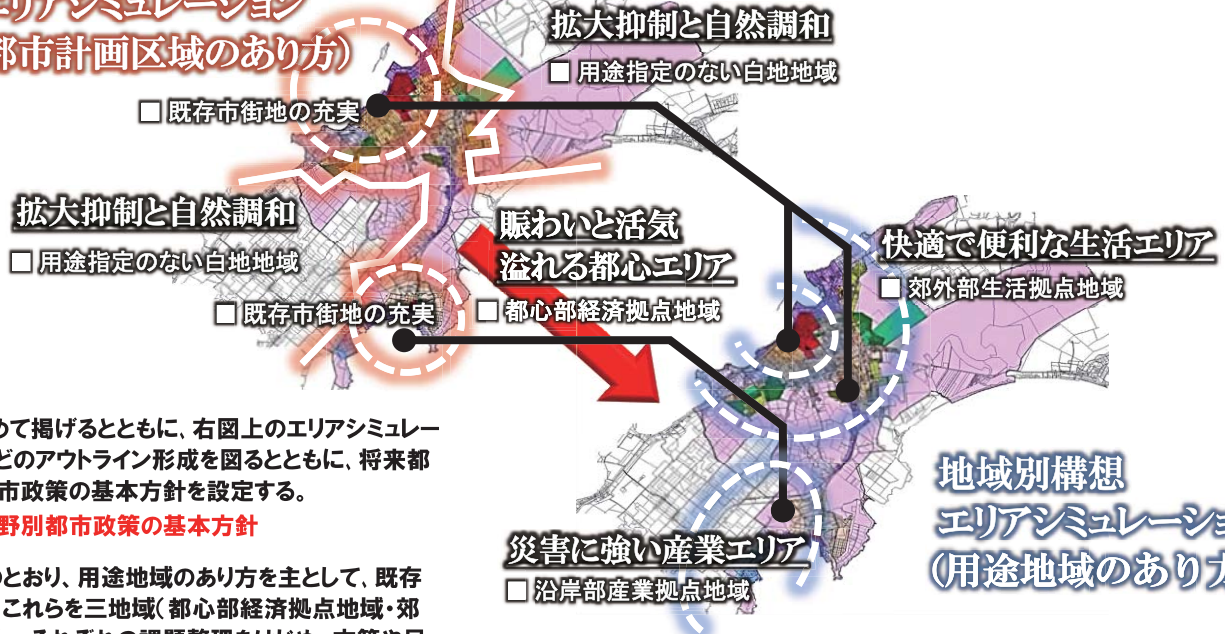 エリアシミュレーション
都市計画区域のあり方）
拡大抑制と自然調和
■ 用途指定のない白地地域
■ 既存市街地の充実
拡大抑制と自然調和
■ 用途指定のない白地地域
■ 既存市街地の充実
賑わいと活気
溢れる都心エリア
■ 都心部経済拠点地域
快適で便利な生活エリア
■ 郊外部生活拠点地域
めて掲げるとともに、右図上のエリアシミュレー
どのアウトライン形成を図るとともに、将来都
市政策の基本方針を設定する。
野別都市政策の基本方針
のとおり、用途地域のあり方を主として、既存
これらを三地域（都心部経済拠点地域・郊
災害に強い産業エリア
■ 沿岸部産業拠点地域
地域別構想
エリアシミュレーショ
（用途地域のあり方